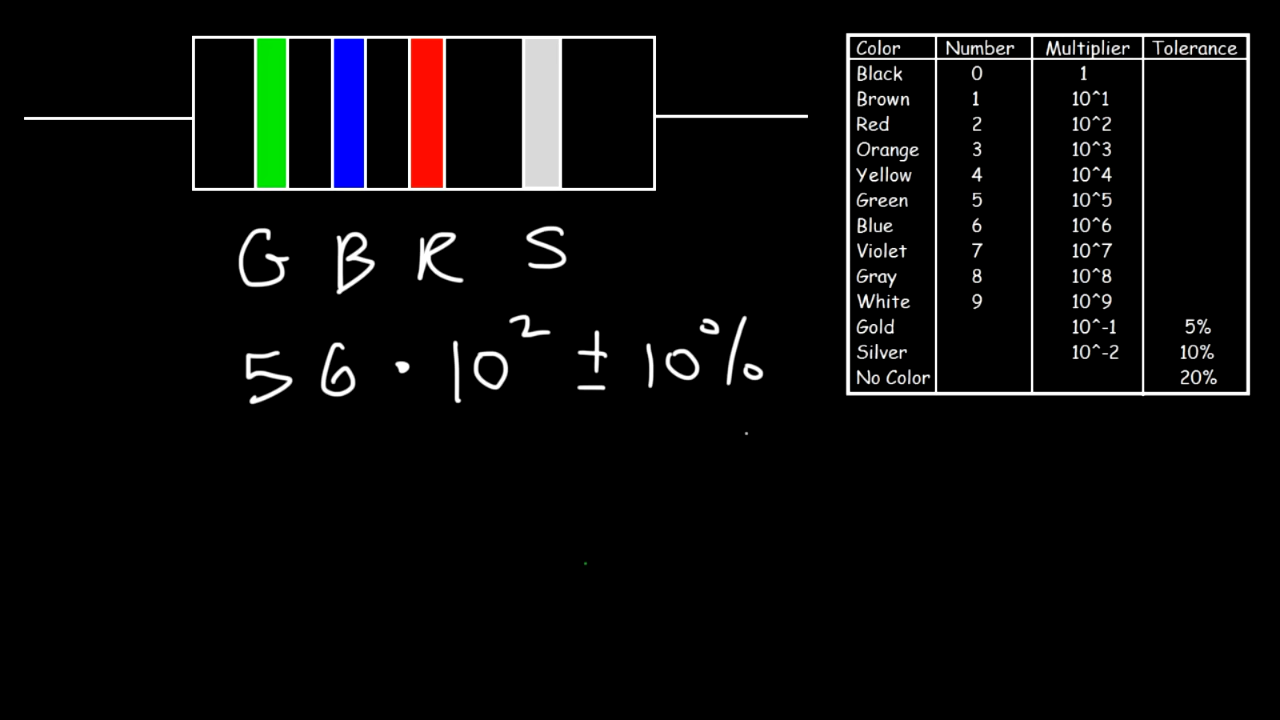 G B R S
56 · 10² ± 10%
Color Number Multiplier Tolerance
Black 0 1
Brown 1 10^1
Red 2 10^2
Orange 3 10^3
Yellow 4 10^4
Green 5 10^5
Blue 6 10^6
Violet 7 10^7
Gray 8 10^8
White 9 10^9
Gold 10^-1 5%
Silver 10^-2 10%
No Color 20%